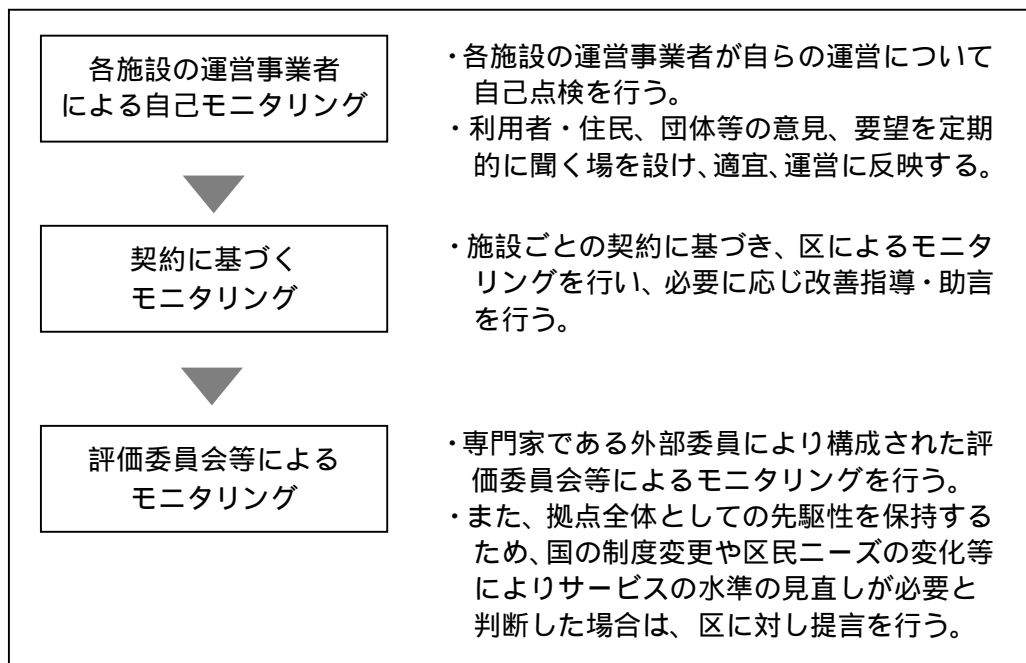 各施設の運営事業者
による自己モニタリング
・各施設の運営事業者が自らの運営について
自己点検を行う。
・利用者・住民、団体等の意見、要望を定期
的に聞く場を設け、適宜、運営に反映する。
契約に基づく
モニタリング
・施設ごとの契約に基づき、区によるモニタ
リングを行い、必要に応じ改善指導・助言
を行う。
評価委員会等による
モニタリング
・専門家である外部委員により構成された評
価委員会等によるモニタリングを行う。
・また、拠点全体としての先駆性を保持する
ため、国の制度変更や区民ニーズの変化等
によりサービスの水準の見直しが必要と
判断した場合は、区に対し提言を行う。